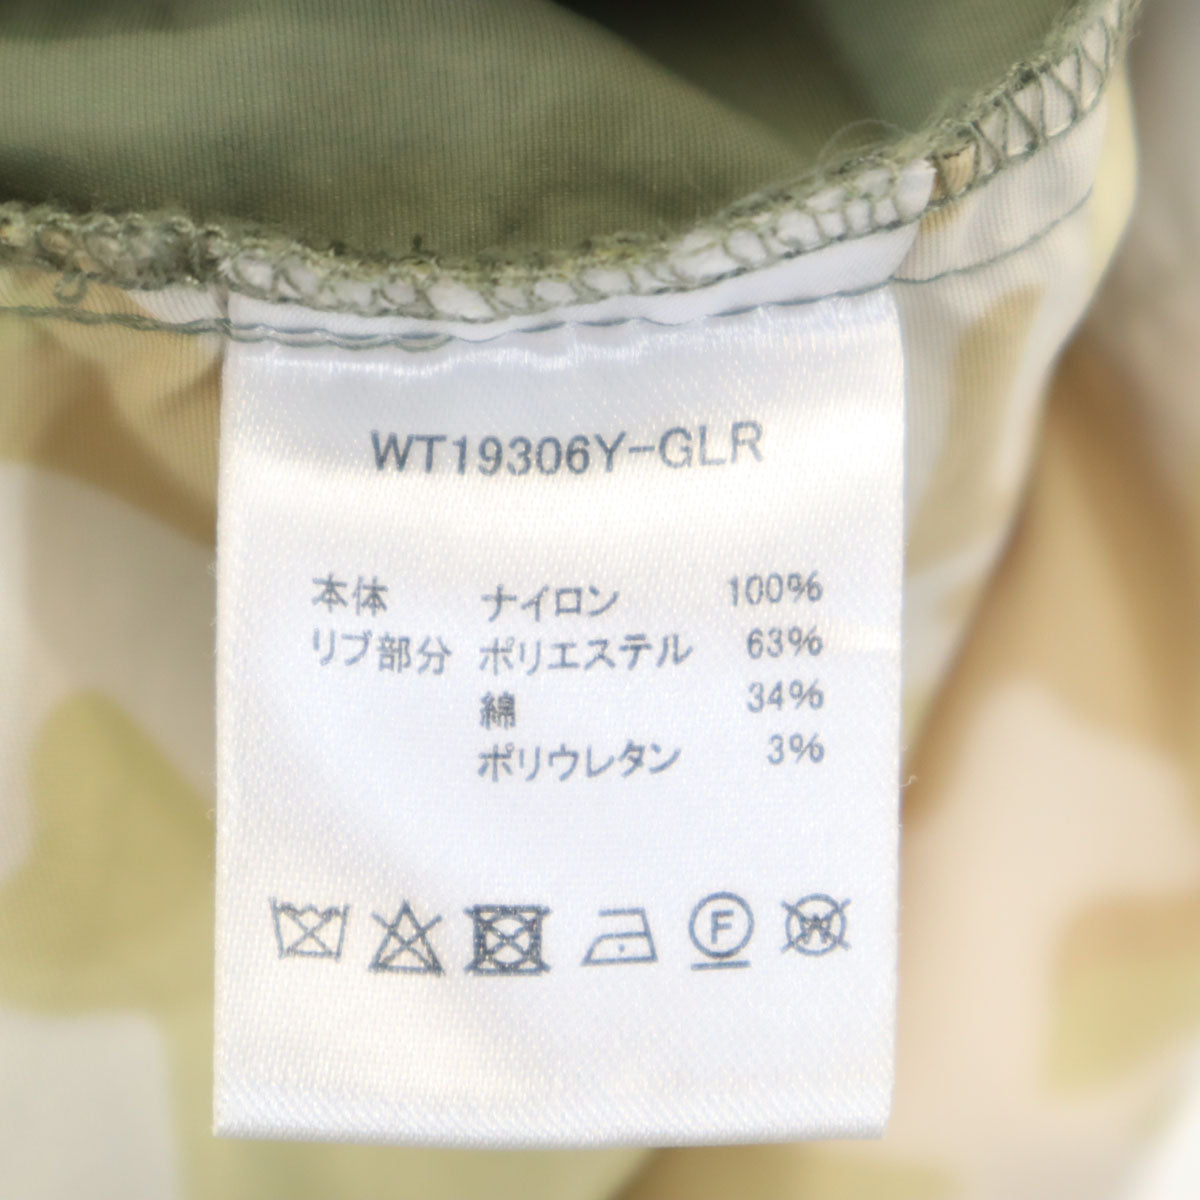 WT19306Y-GLR
本体 ナイロン 100%
リブ部分 ポリエステル 63%
綿 34%
ポリウレタン 3%
F W